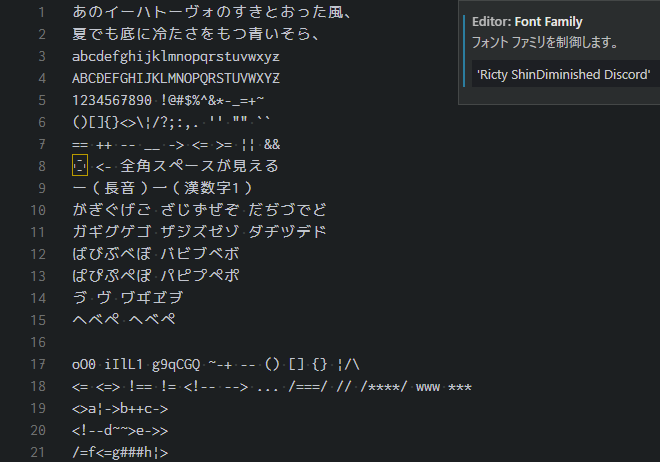 1 あのイーハトーヴォのすきとおった風、
2 夏でも底に冷たさをもつ青いそら、
3 abcdefghijklmnopqrstuvwxyz
4 ABCDEFGHIJKLMNOPQRSTUVWXYZ
5 1234567890 !@#$%^&*-_=+~
6 ()[]{}<>\¦/?;:,. '' "" ``
7 == ++ -- __ -> <= >= ¦¦ &&
8 　 <- 全角スペースが見える
9 ー(長音)一(漢数字1)
10 がぎぐげご ざじずぜぞ だぢづでど
11 ガギグゲゴ ザジズゼゾ ダヂヅデド
12 ばびぶべぼ バビブベボ
13 ぱぴぷぺぽ パピプペポ
14 ゔ ヴ ヷヸヹヺ
15 へべぺ ヘベペ
16
17 oO0 iIlL1 g9qCGQ ~-+ -- () [] {} ¦/\
18 <= <=> !== != <!-- --> ... /===/ // /****/ www ***
19 <>a¦->b++c->
20 <!--d~~>e->>
21 /=f<=g###h¦>
Editor: Font Family
フォント ファミリを制御します。
'Ricty ShinDiminished Discord'